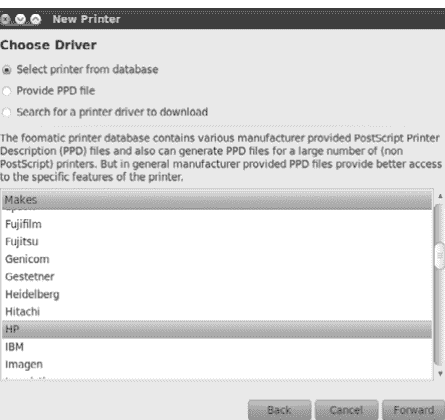 New Printer
Choose Driver
Select printer from database
Provide PPD file
Search for a printer driver to download
The foomatic printer database contains various manufacturer provided PostScript Printer
Description (PPD) files and also can generate PPD files for a large number of (non
PostScript) printers. But in general manufacturer provided PPD files provide better access
to the specific features of the printer.
Makes
Fujifilm
Fujitsu
Genicom
Gestetner
Heidelberg
Hitachi
HP
IBM
Imagen
Back Cancel Forward